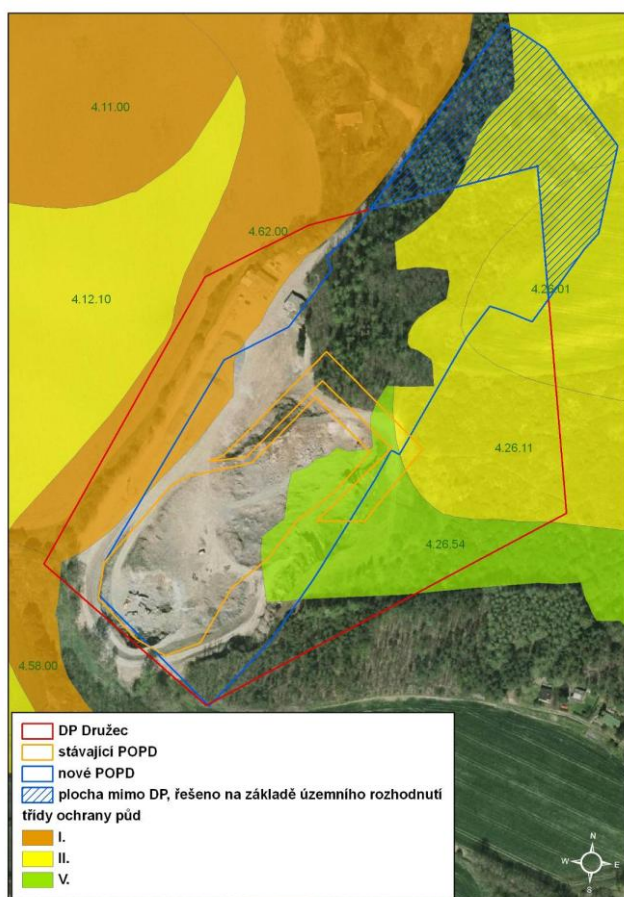 4.11.00
4.62.00
4.12.10
4.26.01
4.26.11
4.26.54
4.58.00
DP Družec
stávající POPD
nové POPD
plocha mimo DP, řešeno na základě územního rozhodnutí
třídy ochrany půd
I.
II.
V.
N
W E
S